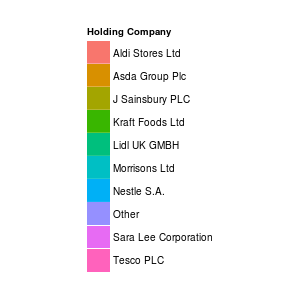 Holding Company
Aldi Stores Ltd
Asda Group Plc
J Sainsbury PLC
Kraft Foods Ltd
Lidl UK GMBH
Morrisons Ltd
Nestle S.A.
Other
Sara Lee Corporation
Tesco PLC